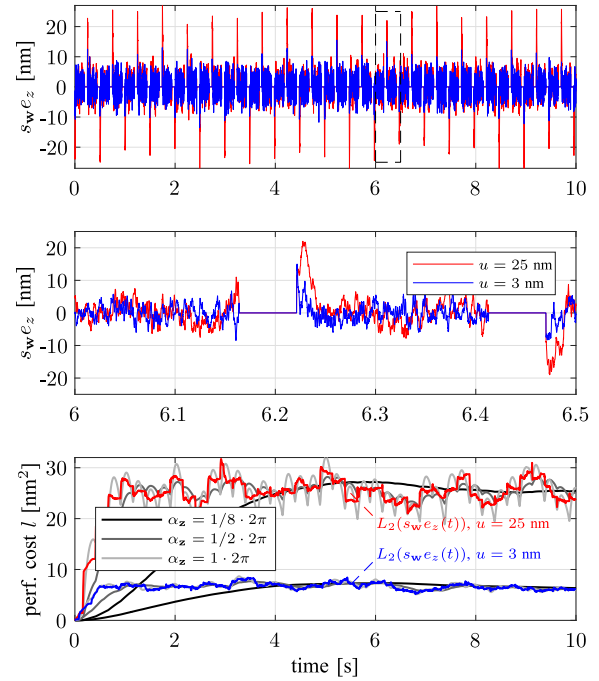 20
10
0
-10
-20
s_w e_z [nm]
0 2 4 6 8 10
20
10
0
-10
-20
s_w e_z [nm]
u = 25 nm
u = 3 nm
6 6.1 6.2 6.3 6.4 6.5
30
20
10
0
perf. cost l [nm²]
α_z = 1/8 · 2π
α_z = 1/2 · 2π
α_z = 1 · 2π
L₂(s_w e_z(t)), u = 25 nm
L₂(s_w e_z(t)), u = 3 nm
0 2 4 6 8 10
time [s]